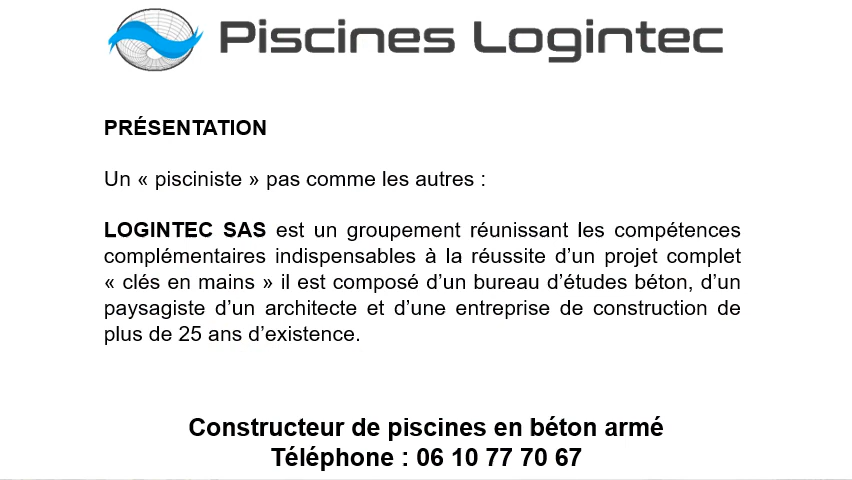 Piscines Logintec
PRÉSENTATION
Un « pisciniste » pas comme les autres :
LOGINTEC SAS est un groupement réunissant les compétences
complémentaires indispensables à la réussite d’un projet complet
« clés en mains » il est composé d’un bureau d’études béton, d’un
paysagiste d’un architecte et d’une entreprise de construction de
plus de 25 ans d’existence.
Constructeur de piscines en béton armé
Téléphone : 06 10 77 70 67